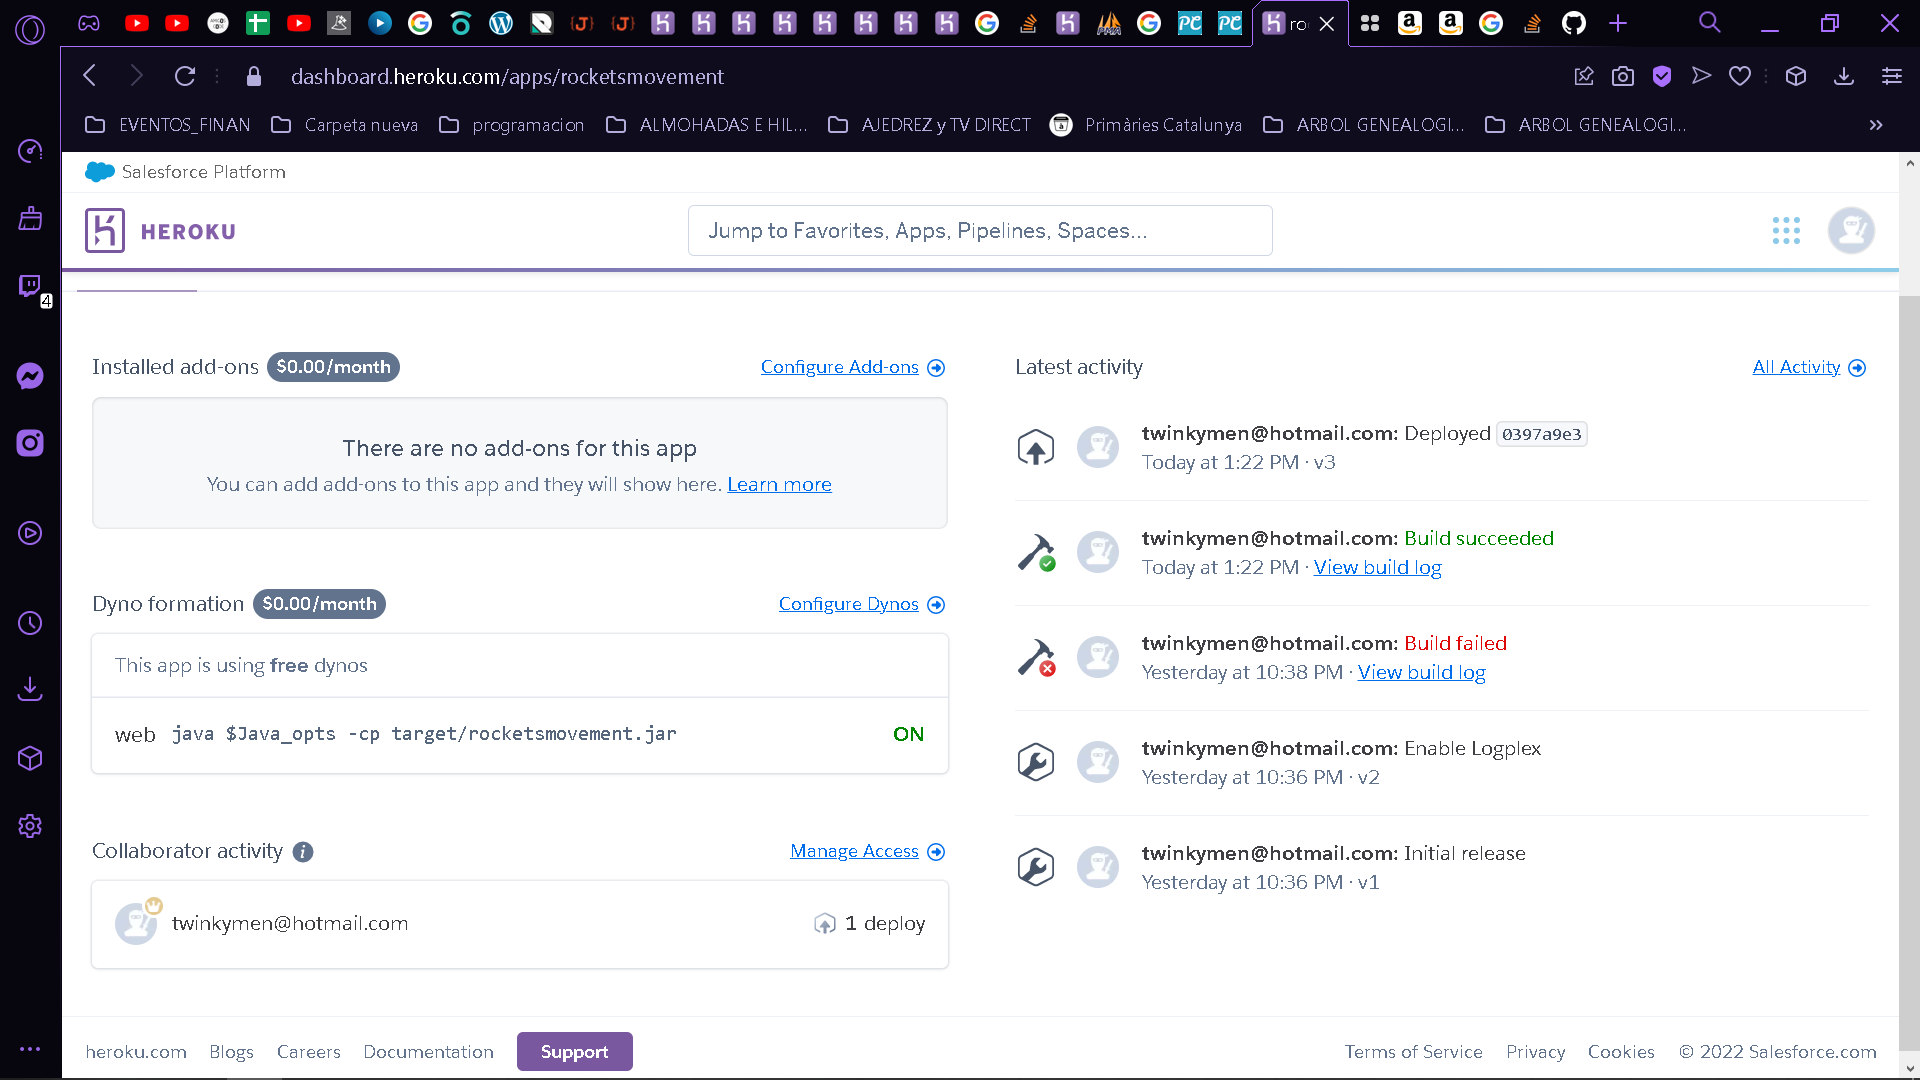 ro
dashboard.heroku.com/apps/rocketsmovement
EVENTOS_FINAN
Carpeta nueva
programacion
ALMOHADAS E HIL...
AJEDREZ y TV DIRECT
Primàries Catalunya
ARBOL GENEALOGI...
ARBOL GENEALOGI...
4
Salesforce Platform
HEROKU
Jump to Favorites, Apps, Pipelines, Spaces...
Installed add-ons $0.00/month
Configure Add-ons
There are no add-ons for this app
You can add add-ons to this app and they will show here. Learn more
Dyno formation $0.00/month
Configure Dynos
This app is using free dynos
web java $Java_opts -cp target/rocketsmovement.jar ON
Collaborator activity
Manage Access
twinkymen@hotmail.com
1 deploy
Latest activity
All Activity
twinkymen@hotmail.com: Deployed 0397a9e3
Today at 1:22 PM · v3
twinkymen@hotmail.com: Build succeeded
Today at 1:22 PM · View build log
twinkymen@hotmail.com: Build failed
Yesterday at 10:38 PM · View build log
twinkymen@hotmail.com: Enable Logplex
Yesterday at 10:36 PM · v2
twinkymen@hotmail.com: Initial release
Yesterday at 10:36 PM · v1
heroku.com
Blogs
Careers
Documentation
Support
Terms of Service
Privacy
Cookies
© 2022 Salesforce.com